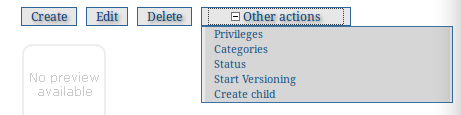 Create Edit Delete Other actions
Privileges
Categories
Status
Start Versioning
Create child
No preview
available